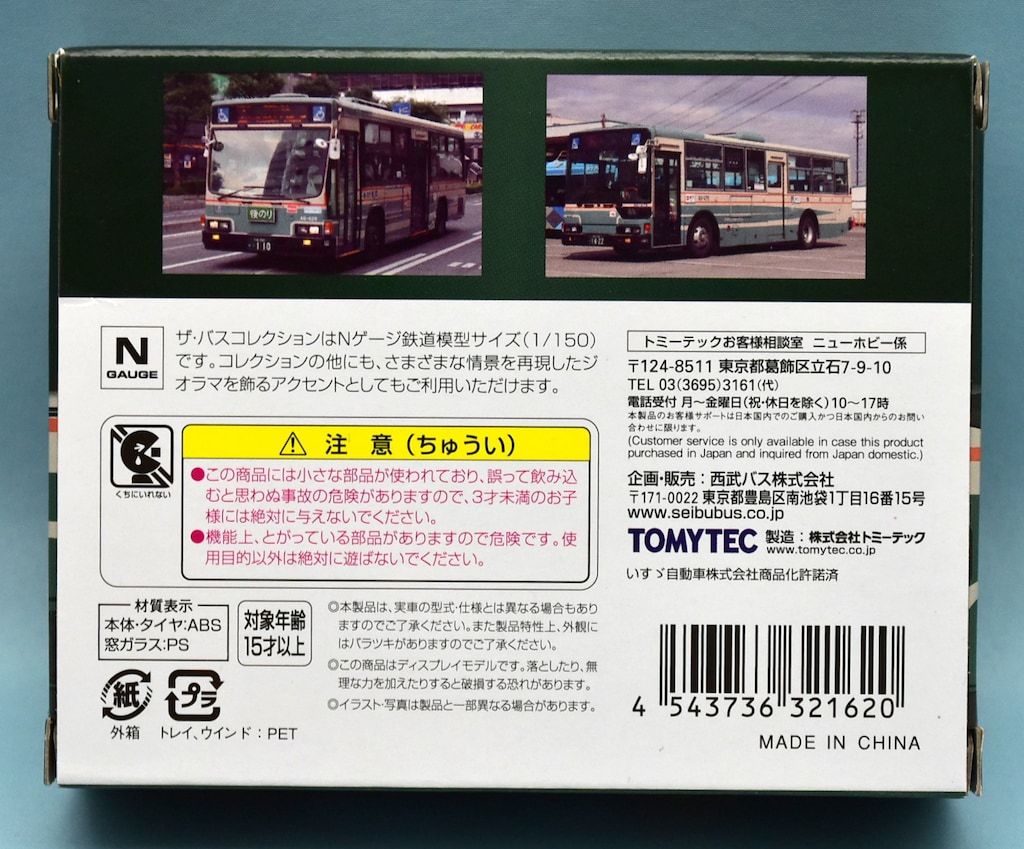 後のり
・110
・622
N
GAUGE
ザ・バスコレクションはNゲージ鉄道模型サイズ(1/150)
です。コレクションの他にも、さまざまな情景を再現したジ
オラマを飾るアクセントとしてもご利用いただけます。
くちにいれない
注 意 (ちゅうい)
●この商品には小さな部品が使われており、誤って飲み込
むと思わぬ事故の危険がありますので、3才未満のお子
様には絶対に与えないでください。
●機能上、とがっている部品がありますので危険です。使
用目的以外は絶対に遊ばないでください。
材質表示
本体・タイヤ:ABS
窓ガラス:PS
対象年齢
15才以上
紙
外箱
プラ
トレイ、ウインド:PET
◎本製品は、実車の型式・仕様とは異なる場合もあり
ますのでご了承ください。また製品特性上、外観に
はバラツキがありますのでご了承ください。
◎この商品はディスプレイモデルです。落としたり、無
理な力を加えたりすると破損する恐れがあります。
◎イラスト・写真は製品と一部異なる場合があります。
トミーテックお客様相談室 ニューホビー係
〒124-8511 東京都葛飾区立石7-9-10
TEL 03(3695)3161(代)
電話受付 月〜金曜日(祝・休日を除く)10〜17時
本製品のお客様サポートは日本国内でのご購入かつ日本国内からのお問い
合わせに限ります。
(Customer service is only available in case this product
purchased in Japan and inquired from Japan domestic.)
企画・販売:西武バス株式会社
〒171-0022 東京都豊島区南池袋1丁目16番15号
www.seibubus.co.jp
TOMYTEC 製造:株式会社トミーテック
www.tomytec.co.jp
いすゞ自動車株式会社商品化許諾済
4 543736 321620
MADE IN CHINA